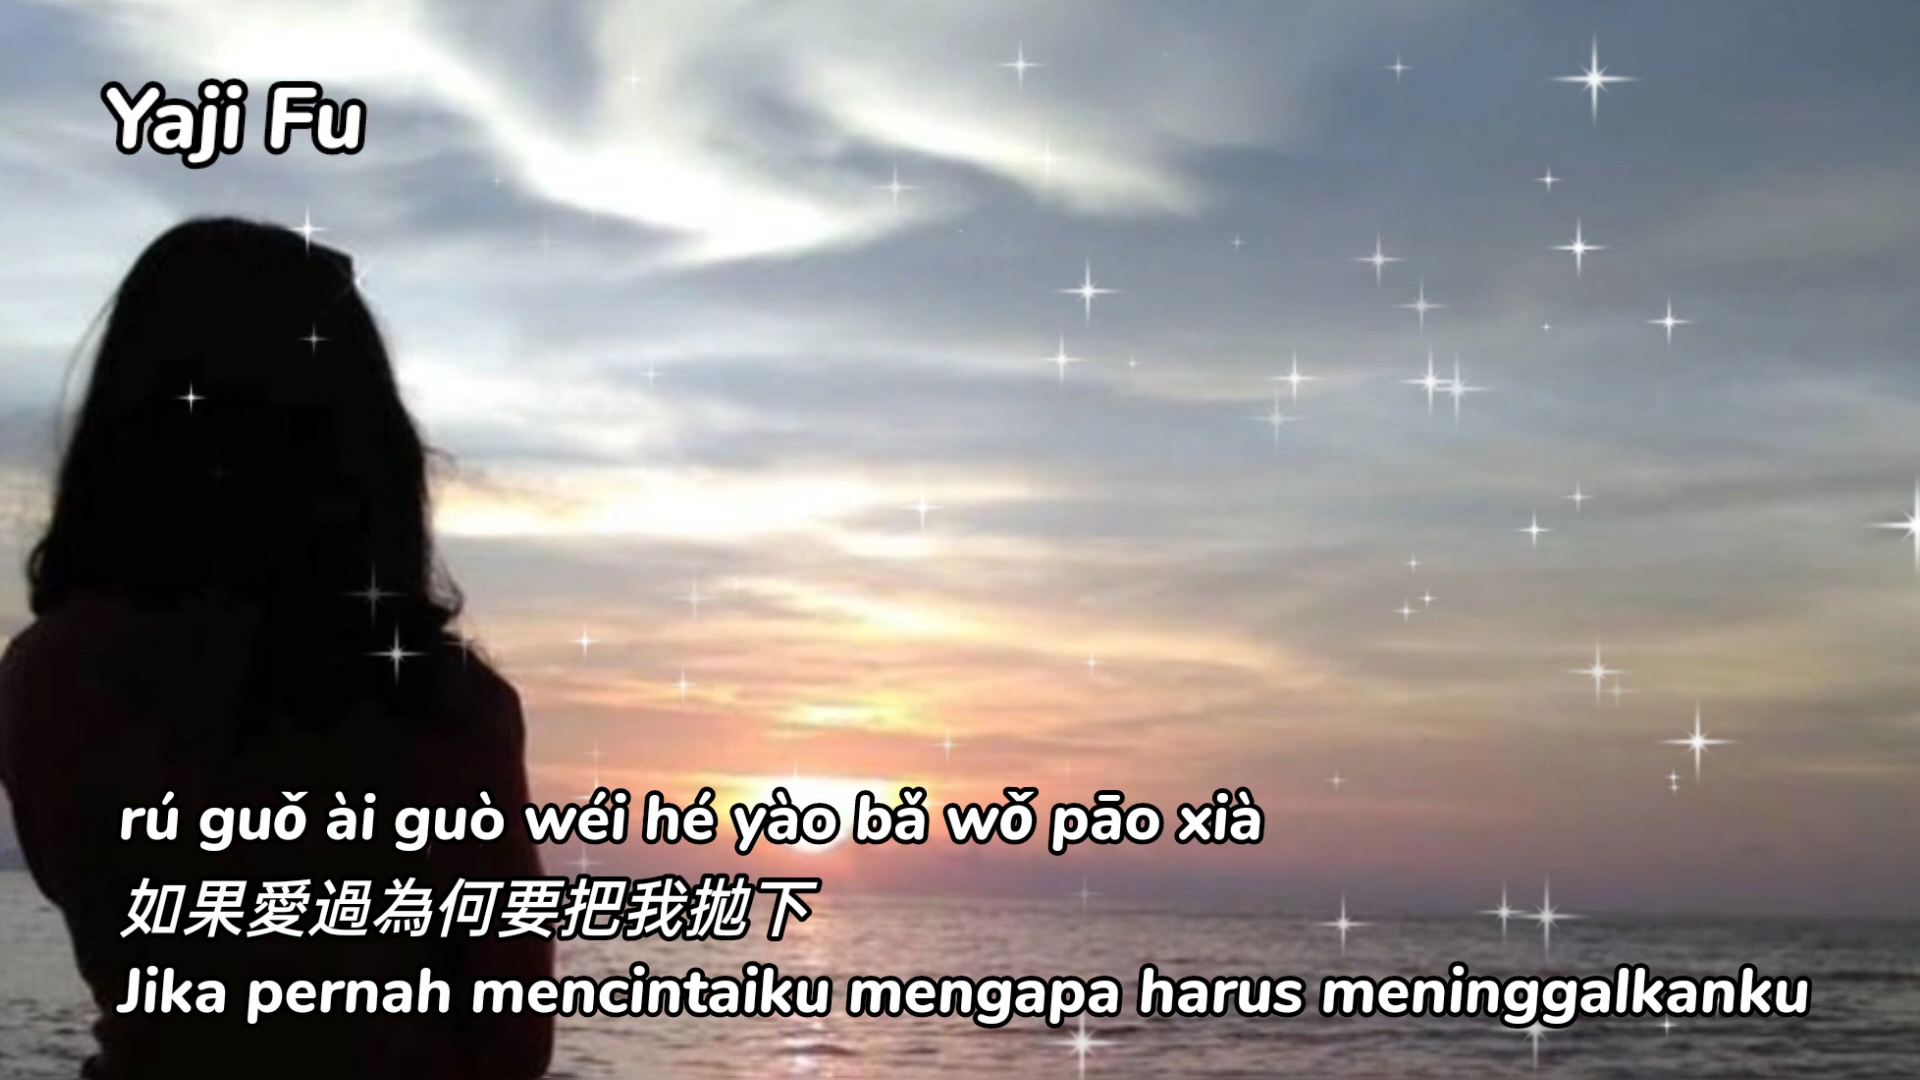 Yaji Fu
rú guǒ ài guò wéi hé yào bǎ wǒ pāo xià
如果愛過為何要把我拋下
Jika pernah mencintaiku mengapa harus meninggalkanku